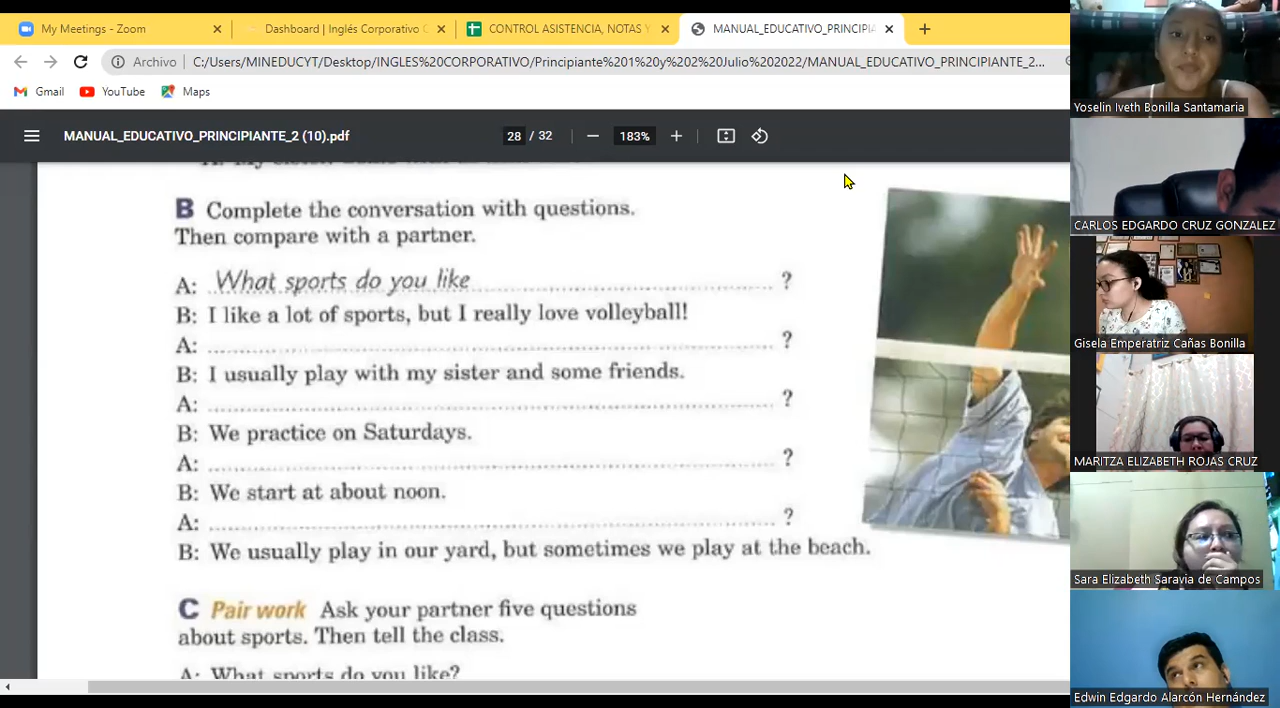 My Meetings - Zoom
Dashboard | Inglés Corporativo
CONTROL ASISTENCIA, NOTAS Y
MANUAL_EDUCATIVO_PRINCIPIA
Archivo
C:/Users/MINEDUCYT/Desktop/INGLES%20CORPORATIVO/Principiante%201%20y%202%20Julio%202022/MANUAL_EDUCATIVO_PRINCIPIANTE_2...
Gmail
YouTube
Maps
MANUAL_EDUCATIVO_PRINCIPIANTE_2 (10).pdf
28 / 32
183%
B Complete the conversation with questions.
Then compare with a partner.
A: What sports do you like ?
B: I like a lot of sports, but I really love volleyball!
A: ?
B: I usually play with my sister and some friends.
A: ?
B: We practice on Saturdays.
A: ?
B: We start at about noon.
A: ?
B: We usually play in our yard, but sometimes we play at the beach.
C Pair work Ask your partner five questions
about sports. Then tell the class.
A: What sports do you like?
Yoselin Iveth Bonilla Santamaria
CARLOS EDGARDO CRUZ GONZALEZ
Gisela Emperatriz Cañas Bonilla
MARITZA ELIZABETH ROJAS CRUZ
Sara Elizabeth Saravia de Campos
Edwin Edgardo Alarcón Hernández